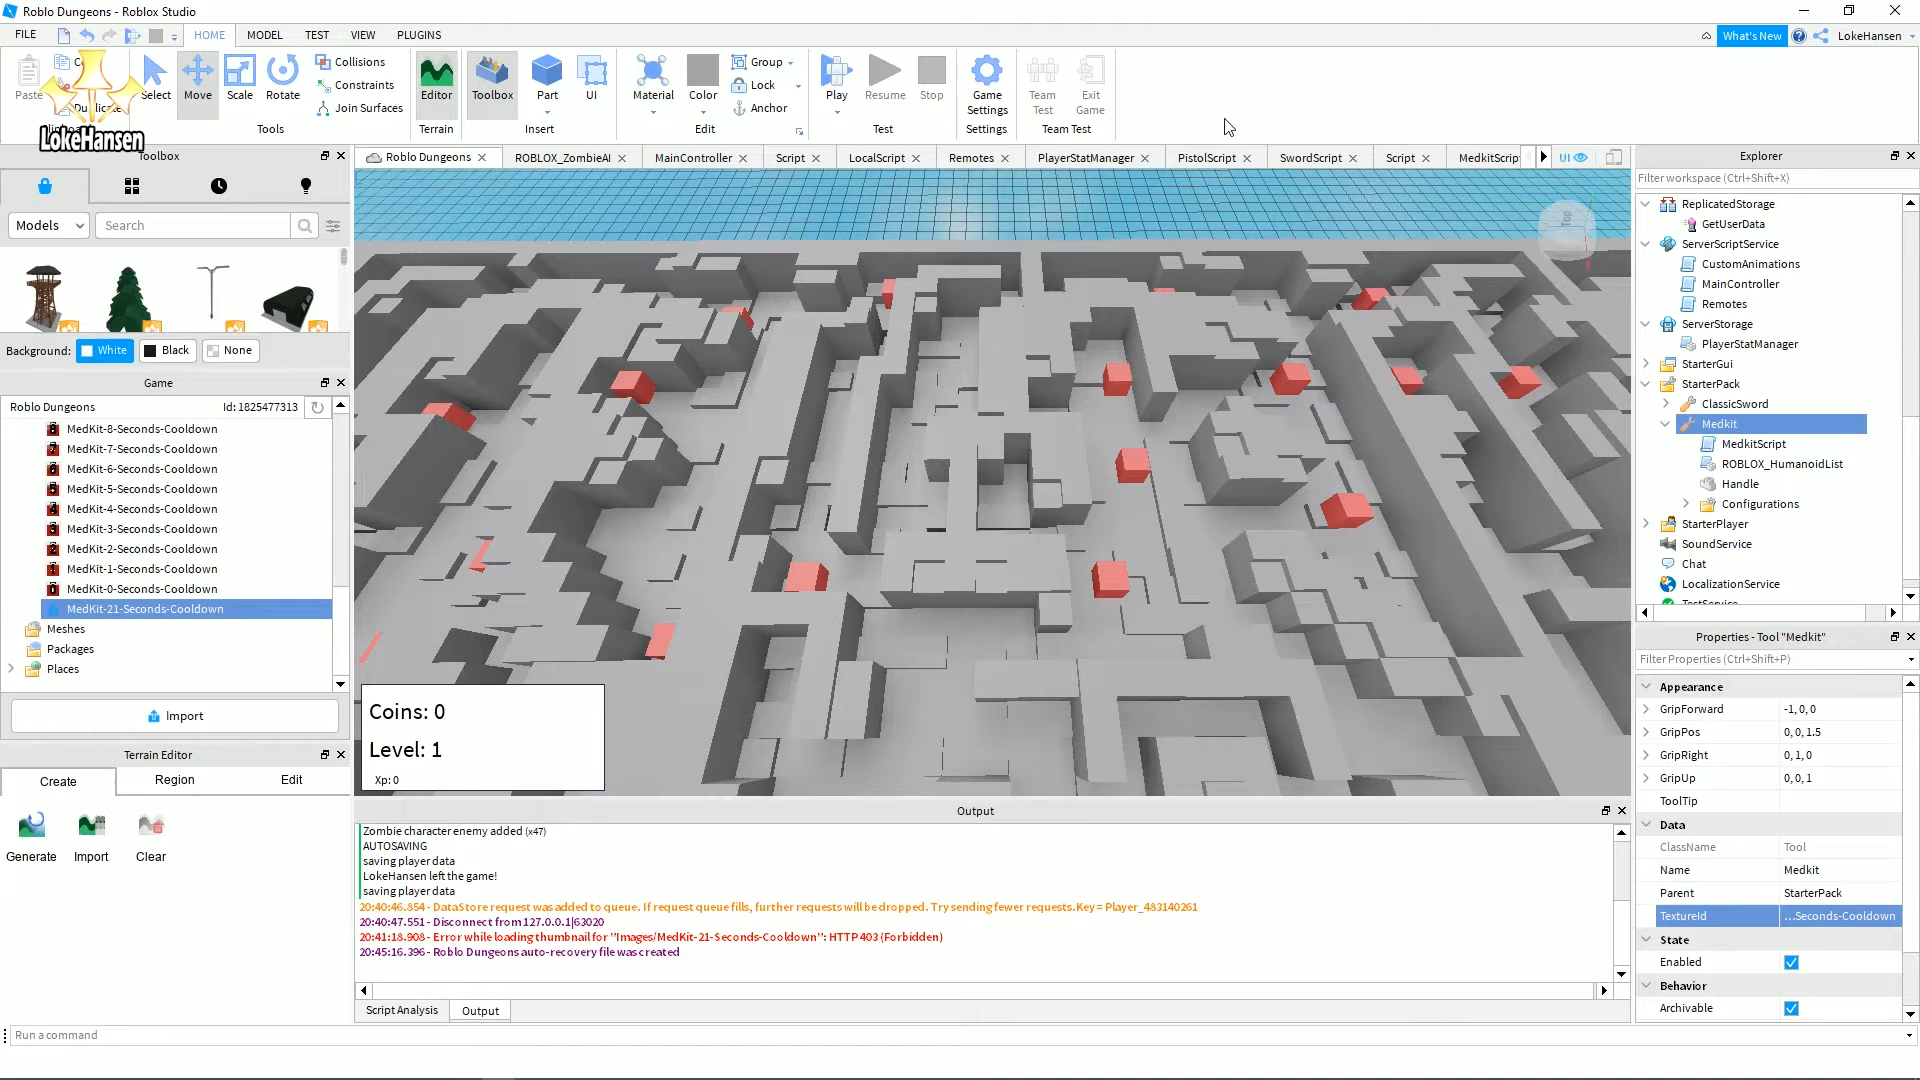 Roblo Dungeons - Roblox Studio
FILE
HOME
MODEL
TEST
VIEW
PLUGINS
What's New
LokeHansen
Paste
Duplicate
LokeHansen
Select
Move
Scale
Rotate
Collisions
Constraints
Join Surfaces
Tools
Editor
Terrain
Toolbox
Part
UI
Insert
Material
Color
Group
Lock
Anchor
Edit
Play
Resume
Stop
Test
Game
Settings
Settings
Team
Test
Exit
Game
Team Test
Toolbox
Models
Search
Background:
White
Black
None
Game
Roblo Dungeons
Id: 1825477313
MedKit-8-Seconds-Cooldown
MedKit-7-Seconds-Cooldown
MedKit-6-Seconds-Cooldown
MedKit-5-Seconds-Cooldown
MedKit-4-Seconds-Cooldown
MedKit-3-Seconds-Cooldown
MedKit-2-Seconds-Cooldown
MedKit-1-Seconds-Cooldown
MedKit-0-Seconds-Cooldown
MedKit-21-Seconds-Cooldown
Meshes
Packages
Places
Import
Terrain Editor
Create
Region
Edit
Generate
Import
Clear
Roblo Dungeons
ROBLOX_ZombieAI
MainController
Script
LocalScript
Remotes
PlayerStatManager
PistolScript
SwordScript
Script
MedkitScrip
UI
Top
Coins: 0
Level: 1
Xp: 0
Output
Zombie character enemy added (x47)
AUTOSAVING
saving player data
LokeHansen left the game!
saving player data
20:40:46.854 - DataStore request was added to queue. If request queue fills, further requests will be dropped. Try sending fewer requests.Key = Player_483140261
20:40:47.551 - Disconnect from 127.0.0.1|63020
20:41:18.908 - Error while loading thumbnail for "Images/MedKit-21-Seconds-Cooldown": HTTP 403 (Forbidden)
20:45:16.396 - Roblo Dungeons auto-recovery file was created
Script Analysis
Output
Run a command
Explorer
Filter workspace (Ctrl+Shift+X)
ReplicatedStorage
GetUserData
ServerScriptService
CustomAnimations
MainController
Remotes
ServerStorage
PlayerStatManager
StarterGui
StarterPack
ClassicSword
Medkit
MedkitScript
ROBLOX_HumanoidList
Handle
Configurations
StarterPlayer
SoundService
Chat
LocalizationService
TestService
Properties - Tool "Medkit"
Filter Properties (Ctrl+Shift+P)
Appearance
GripForward -1, 0, 0
GripPos 0, 0, 1.5
GripRight 0, 1, 0
GripUp 0, 0, 1
ToolTip
Data
ClassName Tool
Name Medkit
Parent StarterPack
TextureId ...Seconds-Cooldown
State
Enabled
Behavior
Archivable